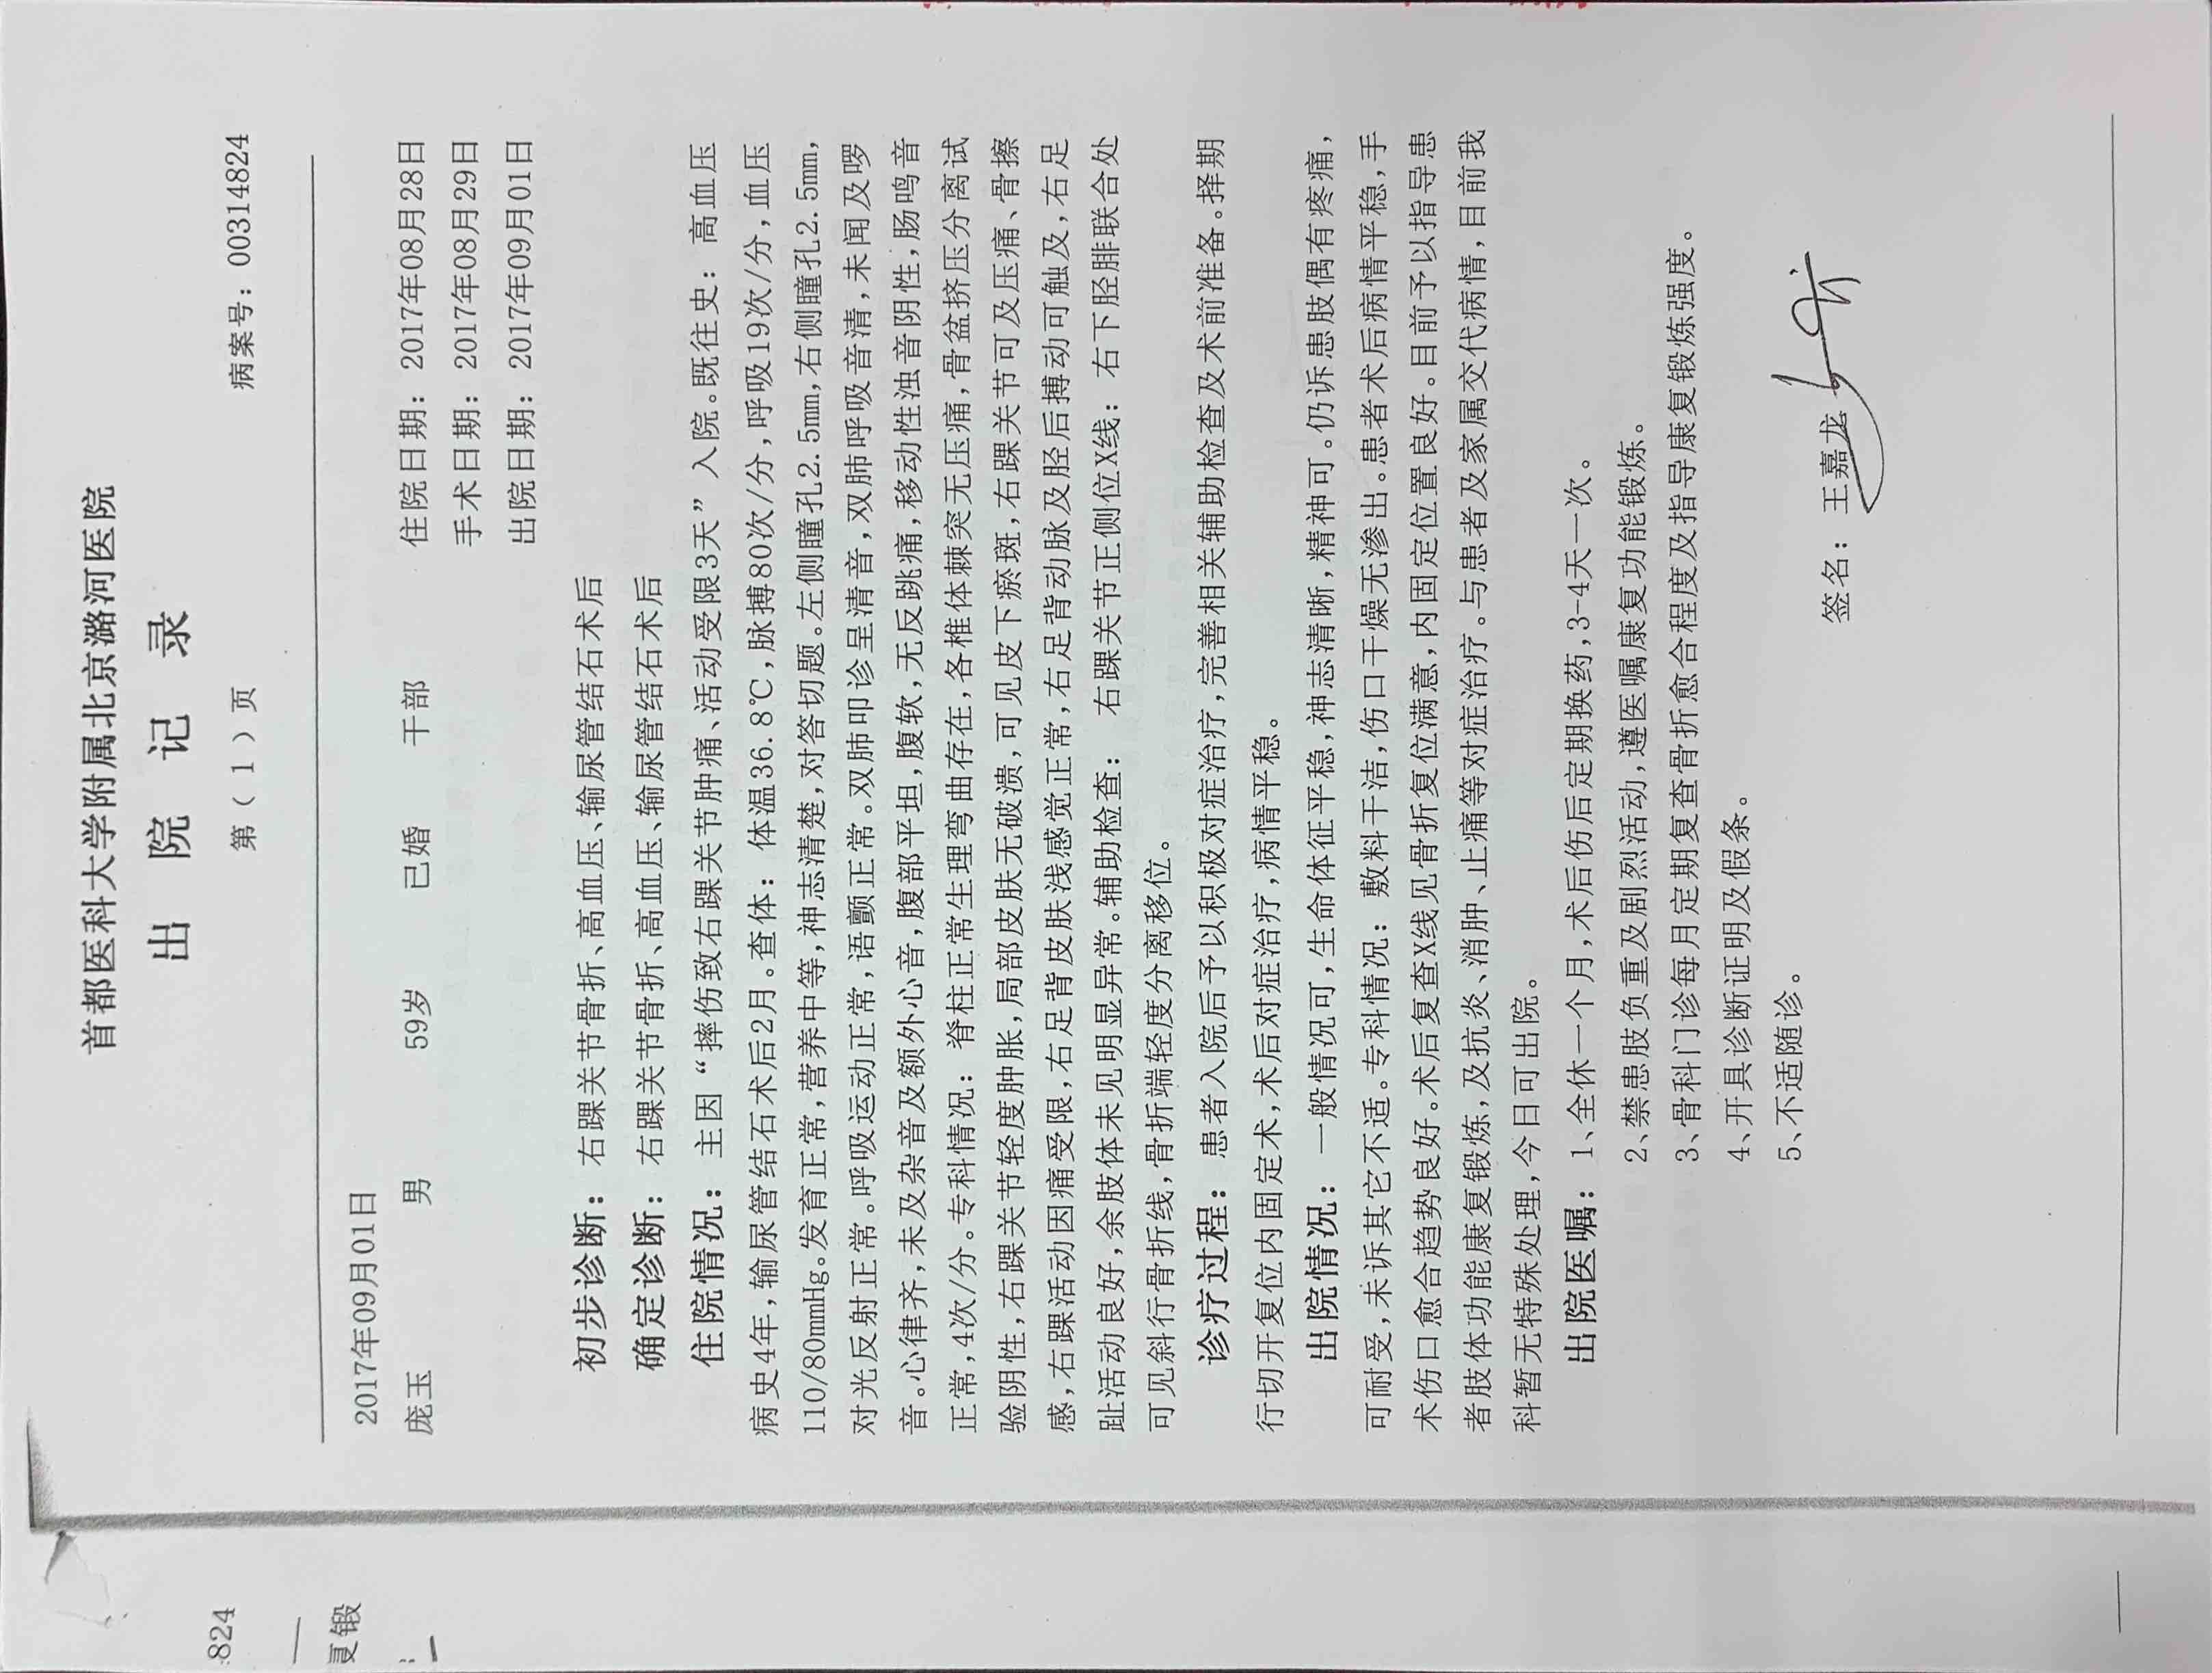 首都医科大学附属北京潞河医院
出 院 记 录
第（ 1 ）页
病案号：00314824
:824
复锻
2017年09月01日
庞玉 男 59岁 已婚 干部 住院日期：2017年08月28日
手术日期：2017年08月29日
出院日期：2017年09月01日
初步诊断：右踝关节骨折、高血压、输尿管结石术后
确定诊断：右踝关节骨折、高血压、输尿管结石术后
住院情况：主因“摔伤致右踝关节肿痛、活动受限3天”入院。既往史：高血压
病史4年，输尿管结石术后2月。查体：体温36.8℃，脉搏80次/分，呼吸19次/分，血压
110/80mmHg。发育正常，营养中等，神志清楚，对答切题。左侧瞳孔2.5mm，右侧瞳孔2.5mm，
对光反射正常。呼吸运动正常，语颤正常。双肺叩诊呈清音，双肺呼吸音清，未闻及啰
音。心律齐，未及杂音及额外心音，腹部平坦，腹软，无反跳痛，移动性浊音阴性，肠鸣音
正常，4次/分。专科情况：脊柱正常生理弯曲存在，各椎体棘突无压痛，骨盆挤压分离试
验阴性，右踝关节轻度肿胀，局部皮肤无破溃，可见皮下瘀斑，右踝关节可及压痛、骨擦
感，右踝活动因痛受限，右足背皮肤浅感觉正常，右足背动脉及胫后搏动可触及，右足
趾活动良好，余肢体未见明显异常。辅助检查： 右踝关节正侧位X线：右下胫腓联合处
可见斜行骨折线，骨折端轻度分离移位。
诊疗过程：患者入院后予以积极对症治疗，完善相关辅助检查及术前准备。择期
行切开复位内固定术，术后对症治疗，病情平稳。
出院情况：一般情况可，生命体征平稳，神志清晰，精神可。仍诉患肢偶有疼痛，
可耐受，未诉其它不适。专科情况：敷料干洁，伤口干燥无渗出。患者术后病情平稳，手
术伤口愈合趋势良好。术后复查X线见骨折复位满意，内固定位置良好。目前予以指导患
者肢体功能康复锻炼，及抗炎、消肿、止痛等对症治疗。与患者及家属交代病情，目前我
科暂无特殊处理，今日可出院。
出院医嘱：1、全休一个月，术后伤后定期换药，3-4天一次。
2、禁患肢负重及剧烈活动，遵医嘱康复功能锻炼。
3、骨科门诊每月定期复查骨折愈合程度及指导康复锻炼强度。
4、开具诊断证明及假条。
5、不适随诊。
签名：王嘉龙